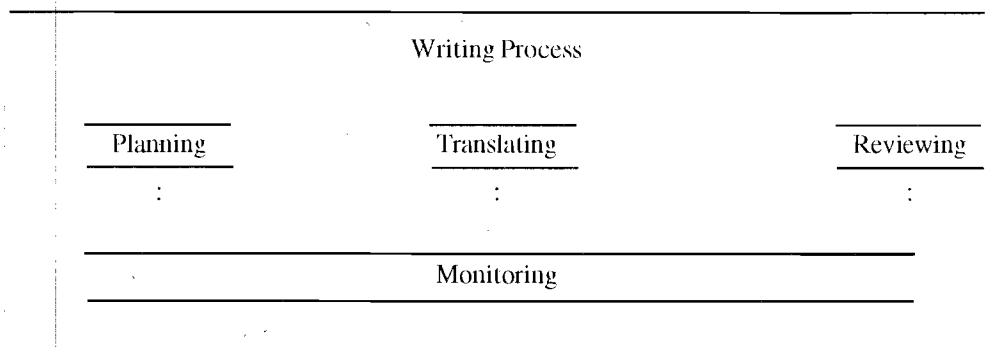 Writing Process
Planning Translating Reviewing
: : :
Monitoring